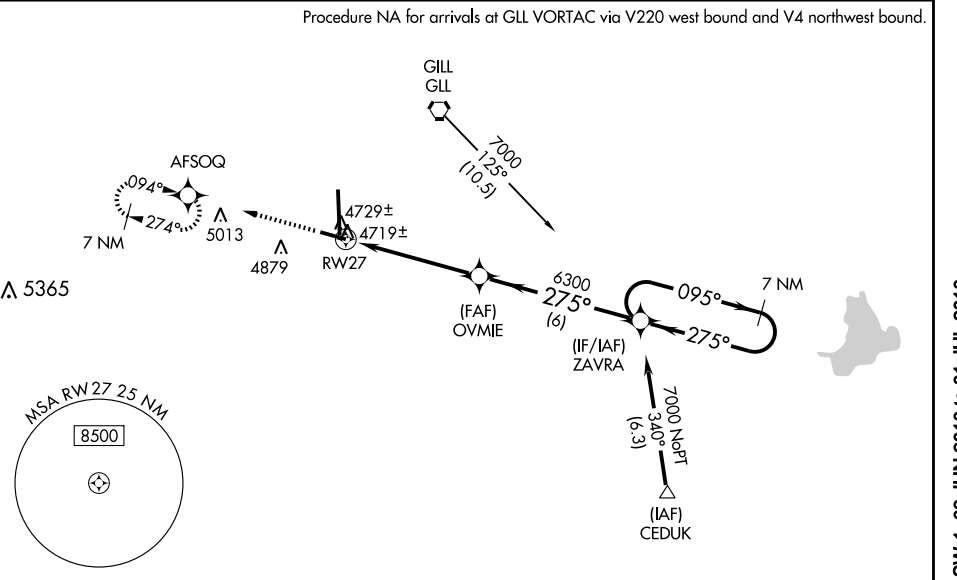 Procedure NA for arrivals at GLL VORTAC via V220 west bound and V4 northwest bound.
GILL
GLL
7000
125°
(10.5)
AFSOQ
094°
274°
7 NM
5013
4879
4729±
4719±
RW27
5365
(FAF)
OVMIE
6300
275°
(6)
(IF/IAF)
ZAVRA
095°
275°
7 NM
7000 NoPT
340°
(6.3)
(IAF)
CEDUK
MSA RW27 25 NM
8500